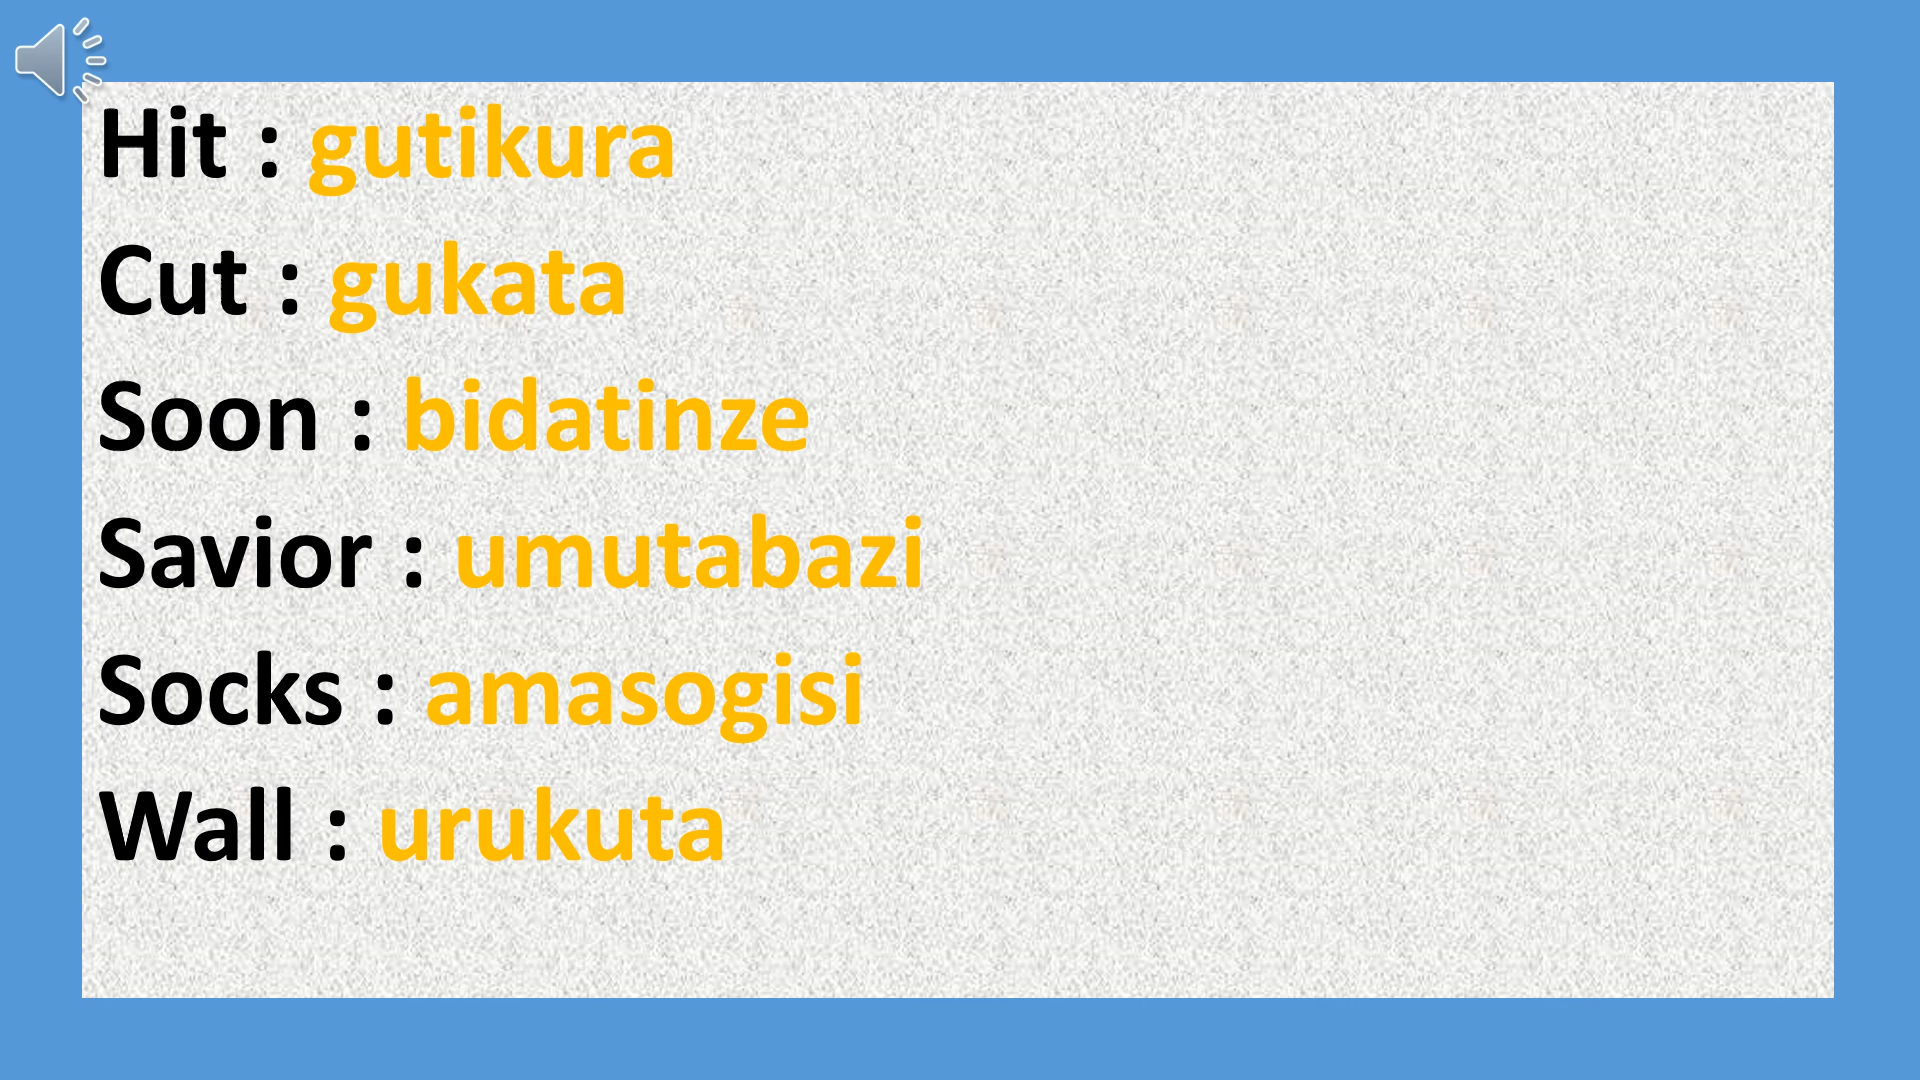 Hit : gutikura
Cut : gukata
Soon : bidatinze
Savior : umutabazi
Socks : amasogisi
Wall : urukuta